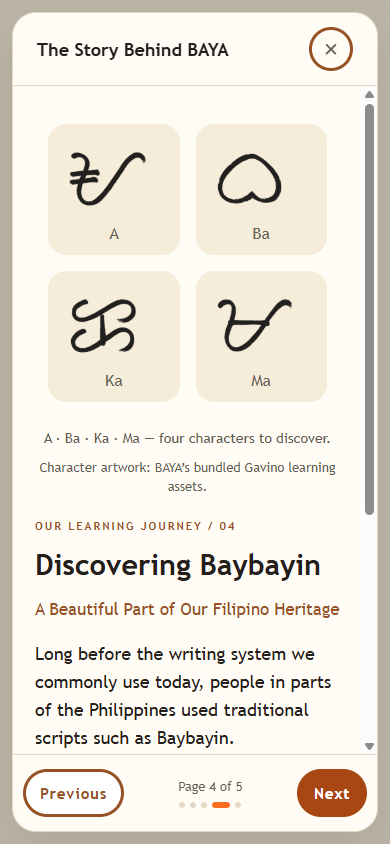 The Story Behind BAYA
ᜀ ᜊ
A Ba
ᜃ ᜋ
Ka Ma
A · Ba · Ka · Ma — four characters to discover.
Character artwork: BAYA's bundled Gavino learning
assets.
OUR LEARNING JOURNEY / 04
Discovering Baybayin
A Beautiful Part of Our Filipino Heritage
Long before the writing system we
commonly use today, people in parts
of the Philippines used traditional
scripts such as Baybayin.
Previous
Page 4 of 5
Next